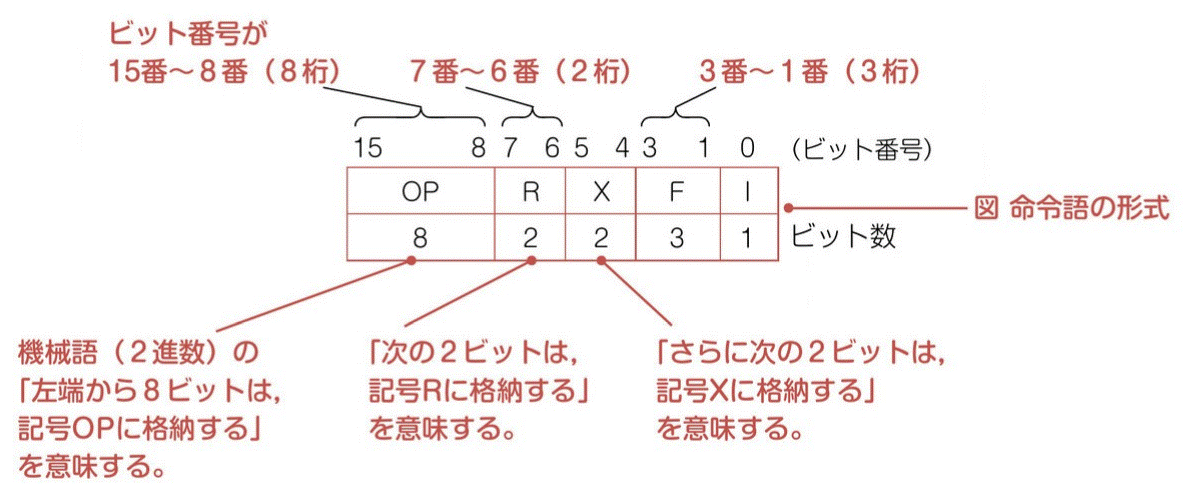 ビット番号が
15番〜8番（8桁） 7番〜6番（2桁） 3番〜1番（3桁）
15 8 7 6 5 4 3 1 0 （ビット番号）
OP R X F I
8 2 2 3 1 ビット数
図 命令語の形式
機械語（2進数）の
「左端から8ビットは，
記号OPに格納する」
を意味する。
「次の2ビットは，
記号Rに格納する」
を意味する。
「さらに次の2ビットは，
記号Xに格納する」
を意味する。